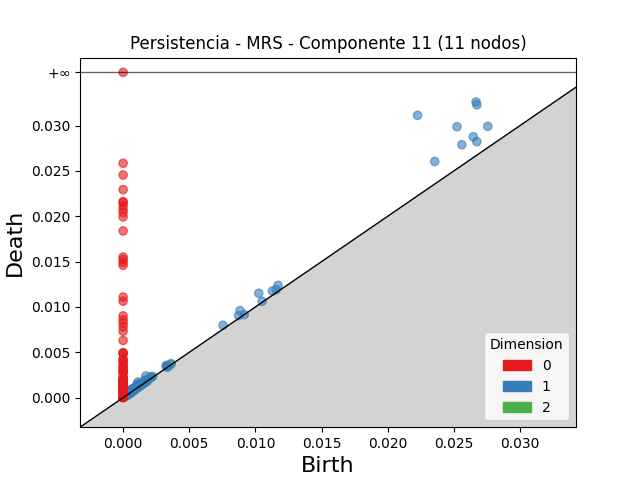 Persistencia - MRS - Componente 11 (11 nodos)
+∞
0.030
0.025
0.020
0.015
0.010
0.005
0.000
Death
Dimension
0
1
2
0.000 0.005 0.010 0.015 0.020 0.025 0.030
Birth